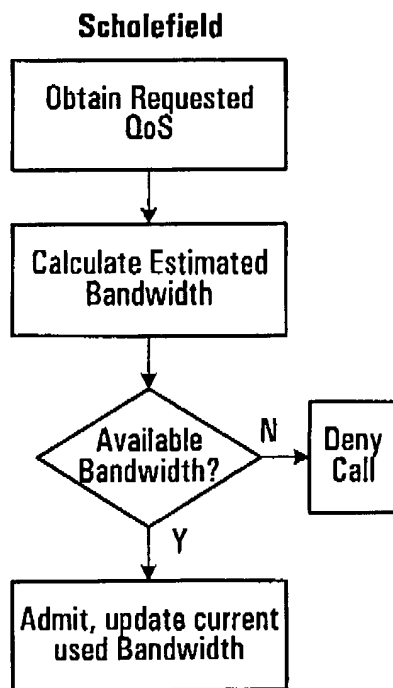 Scholefield
Obtain Requested
QoS
Calculate Estimated
Bandwidth
Available
Bandwidth?
N
Deny
Call
Y
Admit, update current
used Bandwidth